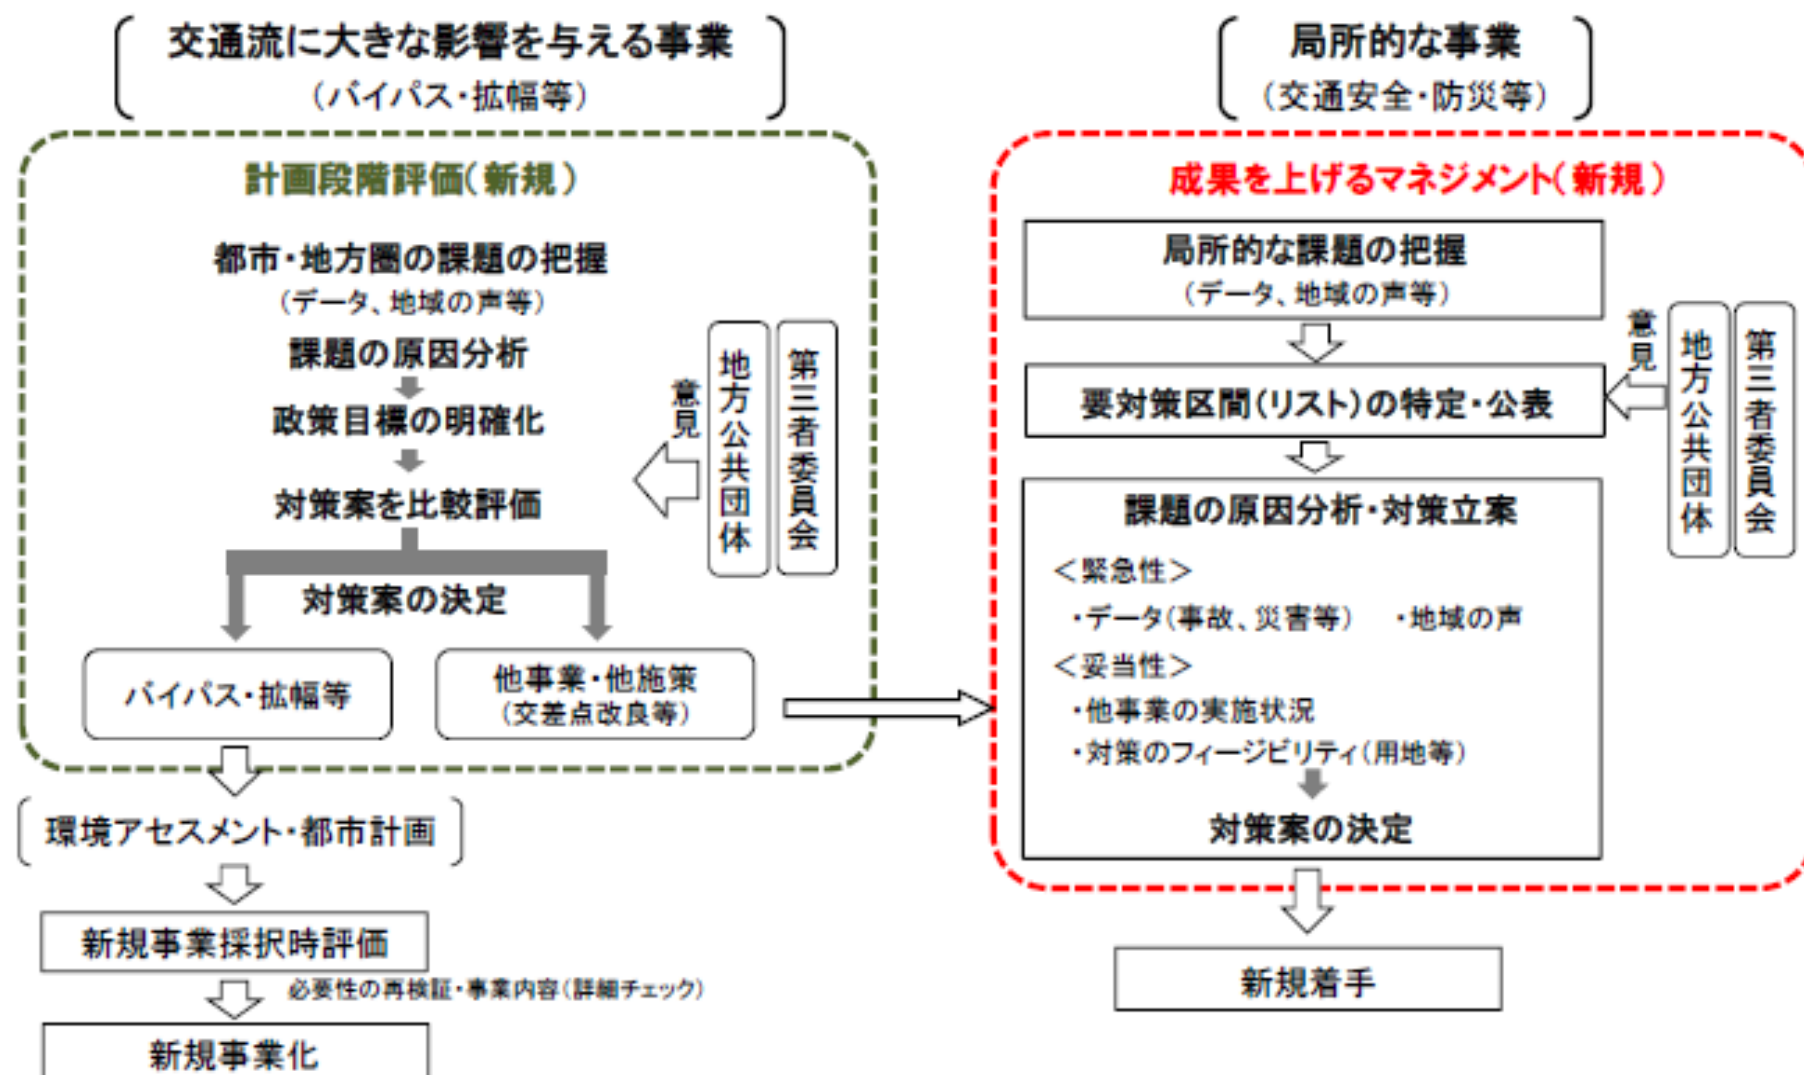 交通流に大きな影響を与える事業
（バイパス・拡幅等）
計画段階評価（新規）
都市・地方圏の課題の把握
（データ、地域の声等）
課題の原因分析
政策目標の明確化
対策案を比較評価
対策案の決定
意見
地方公共団体
第三者委員会
バイパス・拡幅等
他事業・他施策
（交差点改良等）
環境アセスメント・都市計画
新規事業採択時評価
必要性の再検証・事業内容（詳細チェック）
新規事業化
局所的な事業
（交通安全・防災等）
成果を上げるマネジメント（新規）
局所的な課題の把握
（データ、地域の声等）
要対策区間（リスト）の特定・公表
意見
地方公共団体
第三者委員会
課題の原因分析・対策立案
＜緊急性＞
・データ（事故、災害等）　・地域の声
＜妥当性＞
・他事業の実施状況
・対策のフィージビリティ（用地等）
対策案の決定
新規着手